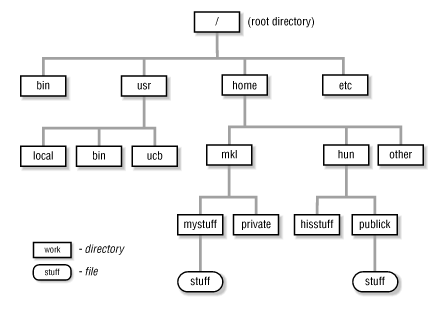 / (root directory)
bin usr home etc
local bin ucb mkl hun other
mystuff private hisstuff publick
work - directory
stuff - file
stuff stuff